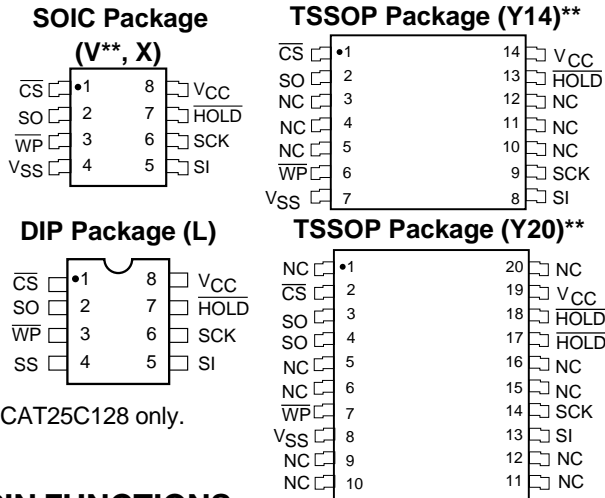 SOIC Package
(V**, X)
CS •1 8 VCC
SO 2 7 HOLD
WP 3 6 SCK
VSS 4 5 SI
TSSOP Package (Y14)**
CS •1 14 VCC
SO 2 13 HOLD
NC 3 12 NC
NC 4 11 NC
NC 5 10 NC
WP 6 9 SCK
VSS 7 8 SI
DIP Package (L)
CS •1 8 VCC
SO 2 7 HOLD
WP 3 6 SCK
SS 4 5 SI
CAT25C128 only.
TSSOP Package (Y20)**
NC •1 20 NC
CS 2 19 VCC
SO 3 18 HOLD
SO 4 17 HOLD
NC 5 16 NC
NC 6 15 NC
WP 7 14 SCK
VSS 8 13 SI
NC 9 12 NC
NC 10 11 NC